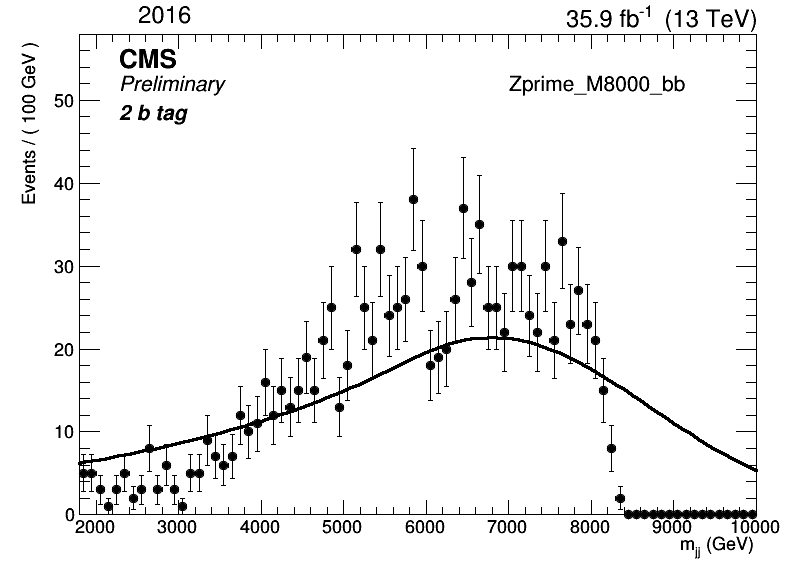 2016
35.9 fb⁻¹ (13 TeV)
CMS
Preliminary
2 b tag
Zprime_M8000_bb
Events / ( 100 GeV )
50
40
30
20
10
0
2000 3000 4000 5000 6000 7000 8000 9000 10000
m_jj (GeV)